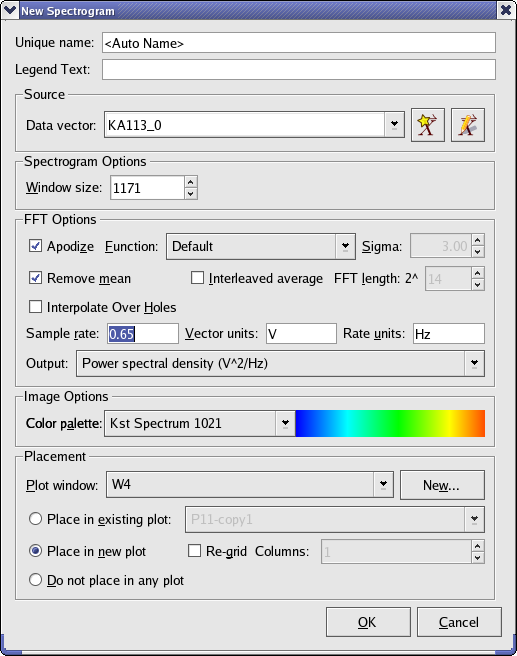 New Spectrogram
Unique name: <Auto Name>
Legend Text:
Source
Data vector: KA113_0
Spectrogram Options
Window size: 1171
FFT Options
Apodize Function: Default Sigma: 3.00
Remove mean Interleaved average FFT length: 2^ 14
Interpolate Over Holes
Sample rate: 0.65 Vector units: V Rate units: Hz
Output: Power spectral density (V^2/Hz)
Image Options
Color palette: Kst Spectrum 1021
Placement
Plot window: W4 New...
Place in existing plot: P11-copy1
Place in new plot Re-grid Columns: 1
Do not place in any plot
OK Cancel